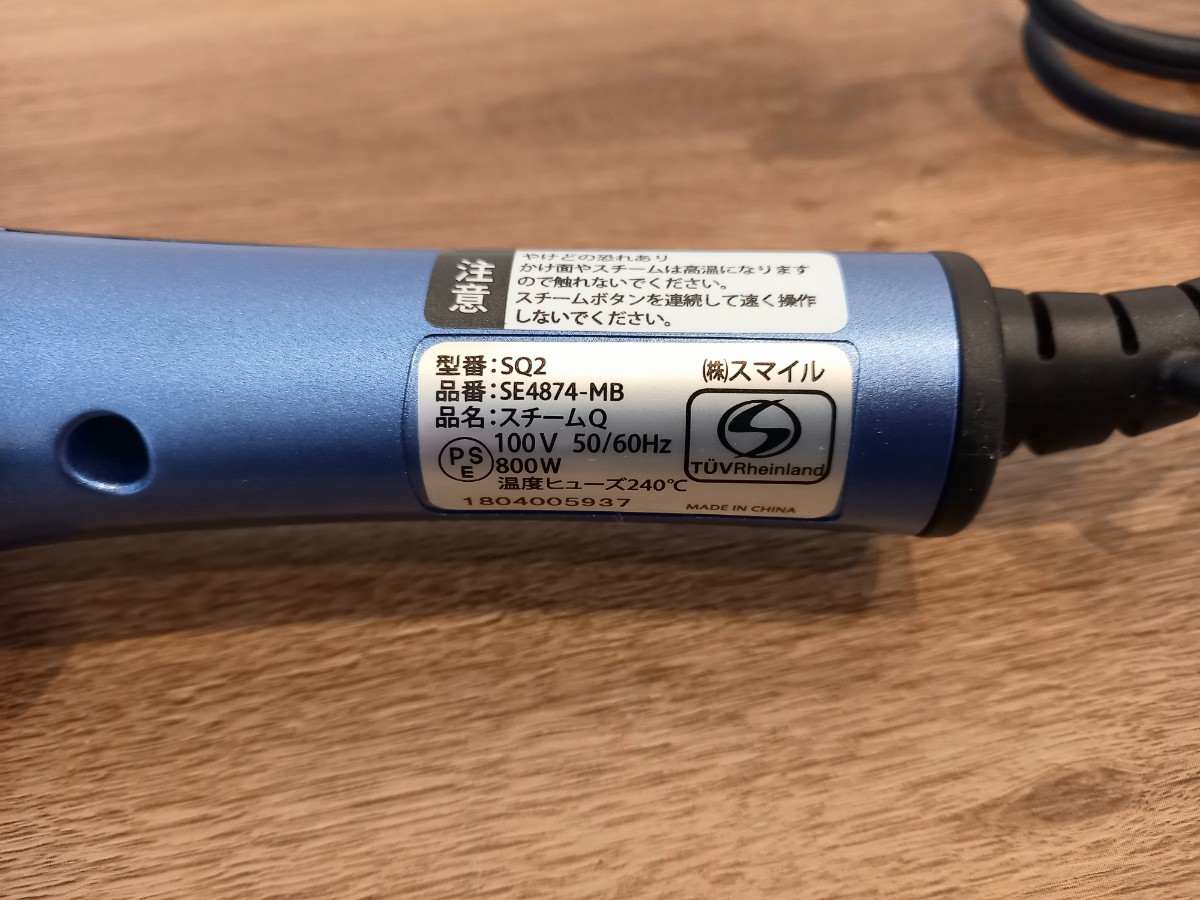 注意
やけどの恐れあり
かけ面やスチームは高温になります
ので触れないでください。
スチームボタンを連続して速く操作
しないでください。
型番:SQ2
㈱スマイル
品番:SE4874-MB
品名:スチームQ
PSE
100V 50/60Hz
800W
TÜVRheinland
温度ヒューズ240℃
1804005937
MADE IN CHINA